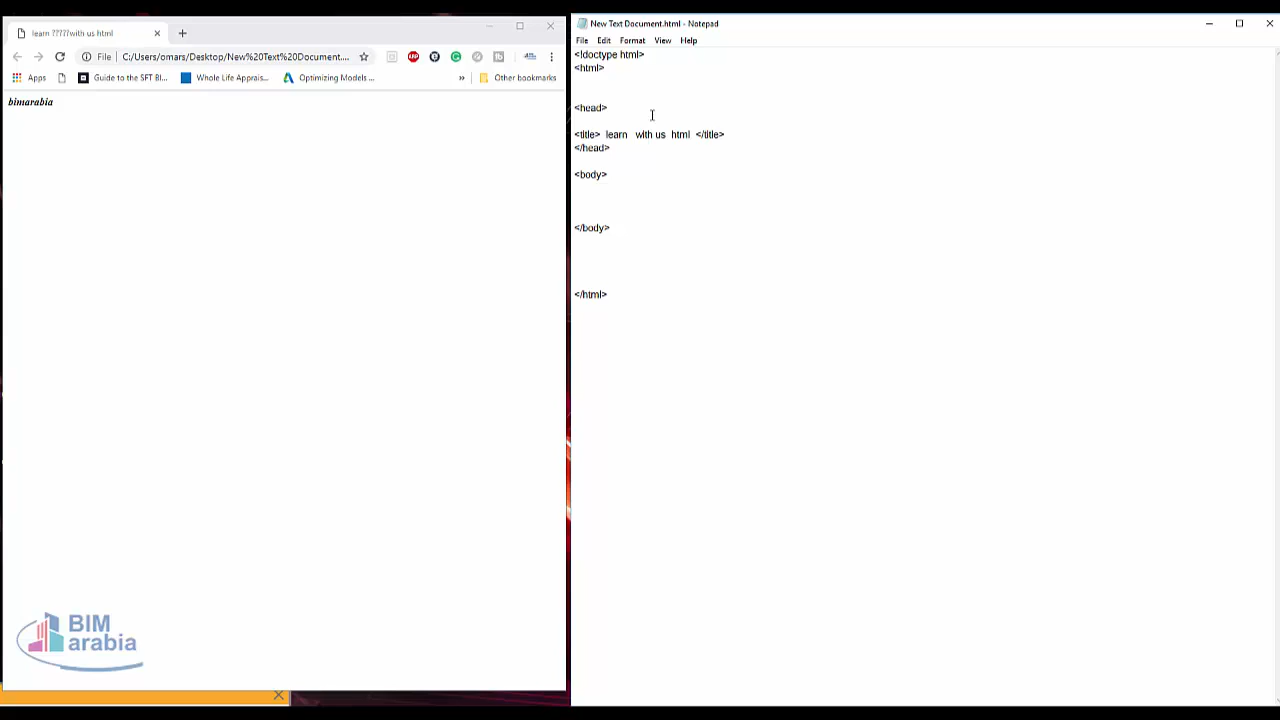 learn ?????with us html
File
C:/Users/omars/Desktop/New%20Text%20Document....
Apps
Guide to the SFT BI...
Whole Life Apprais...
Optimizing Models ...
»
Other bookmarks
bimarabia
BIM
arabia
New Text Document.html - Notepad
File Edit Format View Help
<!doctype html>
<html>
<head>
<title> learn with us html </title>
</head>
<body>
</body>
</html>